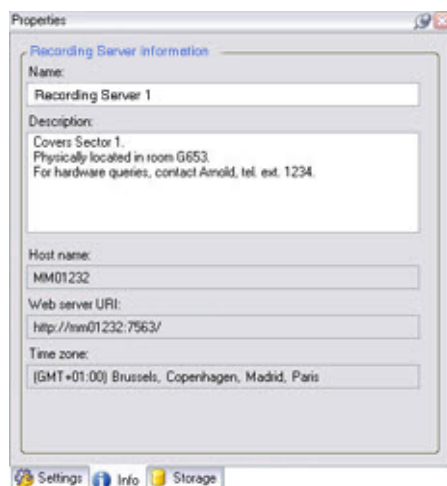 Properties
Recording Server information
Name:
Recording Server 1
Description:
Covers Sector 1.
Physically located in room G653.
For hardware queries, contact Arnold, tel. ext. 1234.
Host name:
MM01232
Web server URI:
http://mm01232:7563/
Time zone:
(GMT+01:00) Brussels, Copenhagen, Madrid, Paris
Settings Info Storage